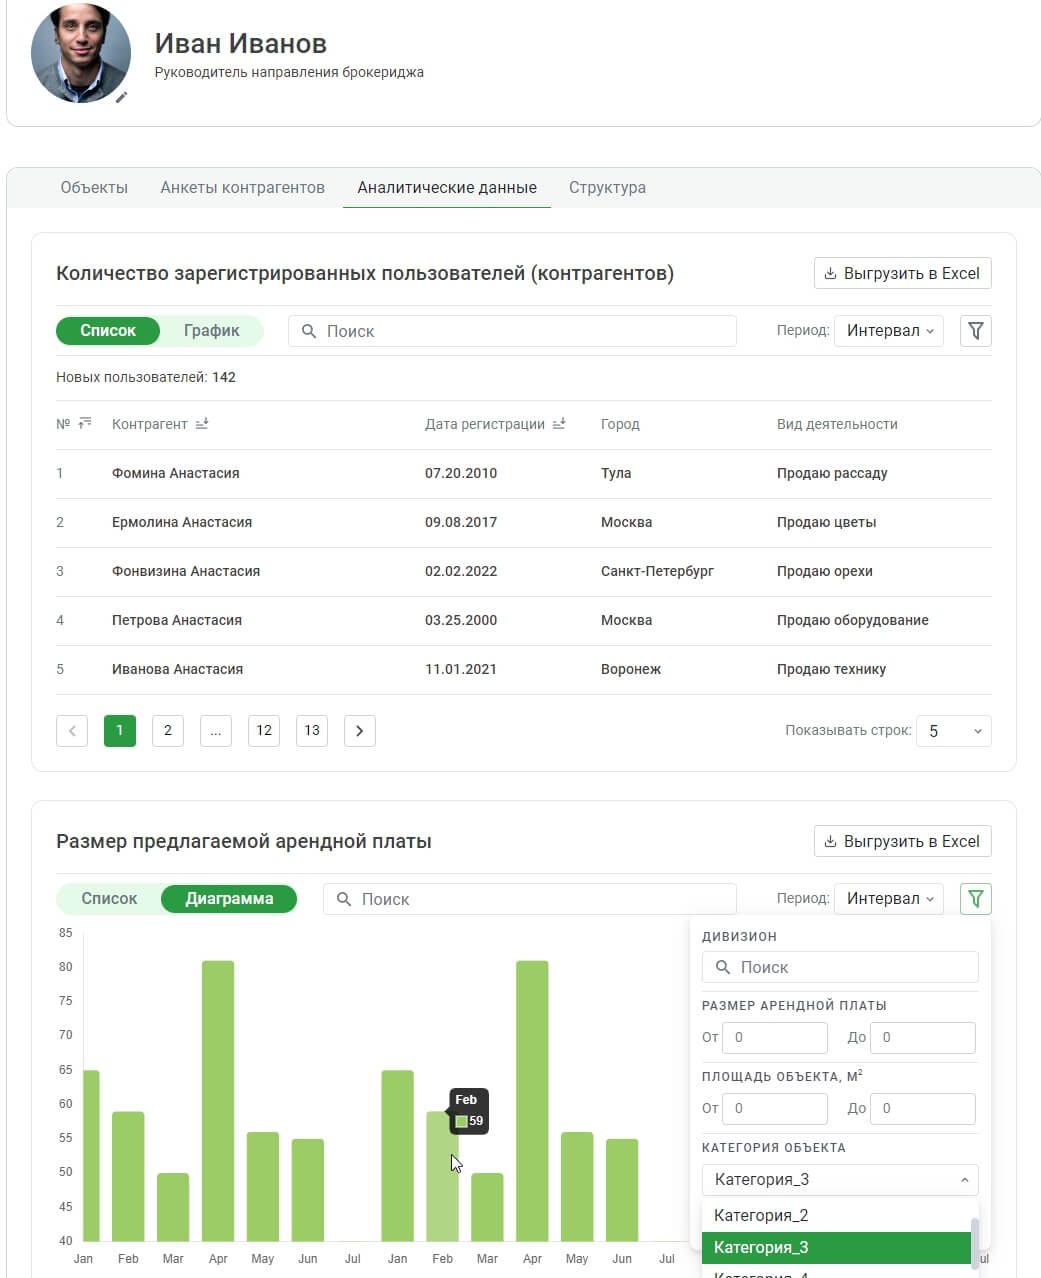 Иван Иванов
Руководитель направления брокериджа
Объекты Анкеты контрагентов Аналитические данные Структура
Количество зарегистрированных пользователей (контрагентов) Выгрузить в Excel
Список График Поиск Период: Интервал
Новых пользователей: 142
№ Контрагент Дата регистрации Город Вид деятельности
1 Фомина Анастасия 07.20.2010 Тула Продаю рассаду
2 Ермолина Анастасия 09.08.2017 Москва Продаю цветы
3 Фонвизина Анастасия 02.02.2022 Санкт-Петербург Продаю орехи
4 Петрова Анастасия 03.25.2000 Москва Продаю оборудование
5 Иванова Анастасия 11.01.2021 Воронеж Продаю технику
1 2 ... 12 13 Показывать строк: 5
Размер предлагаемой арендной платы Выгрузить в Excel
Список Диаграмма Поиск Период: Интервал
85
80
75
70
65
60
55
50
45
40
Feb
59
Jan Feb Mar Apr May Jun Jul Jan Feb Mar Apr May Jun Jul ul
ДИВИЗИОН
Поиск
РАЗМЕР АРЕНДНОЙ ПЛАТЫ
От 0 До 0
ПЛОЩАДЬ ОБЪЕКТА, М²
От 0 До 0
КАТЕГОРИЯ ОБЪЕКТА
Категория_3
Категория_2
Категория_3
Категория_4